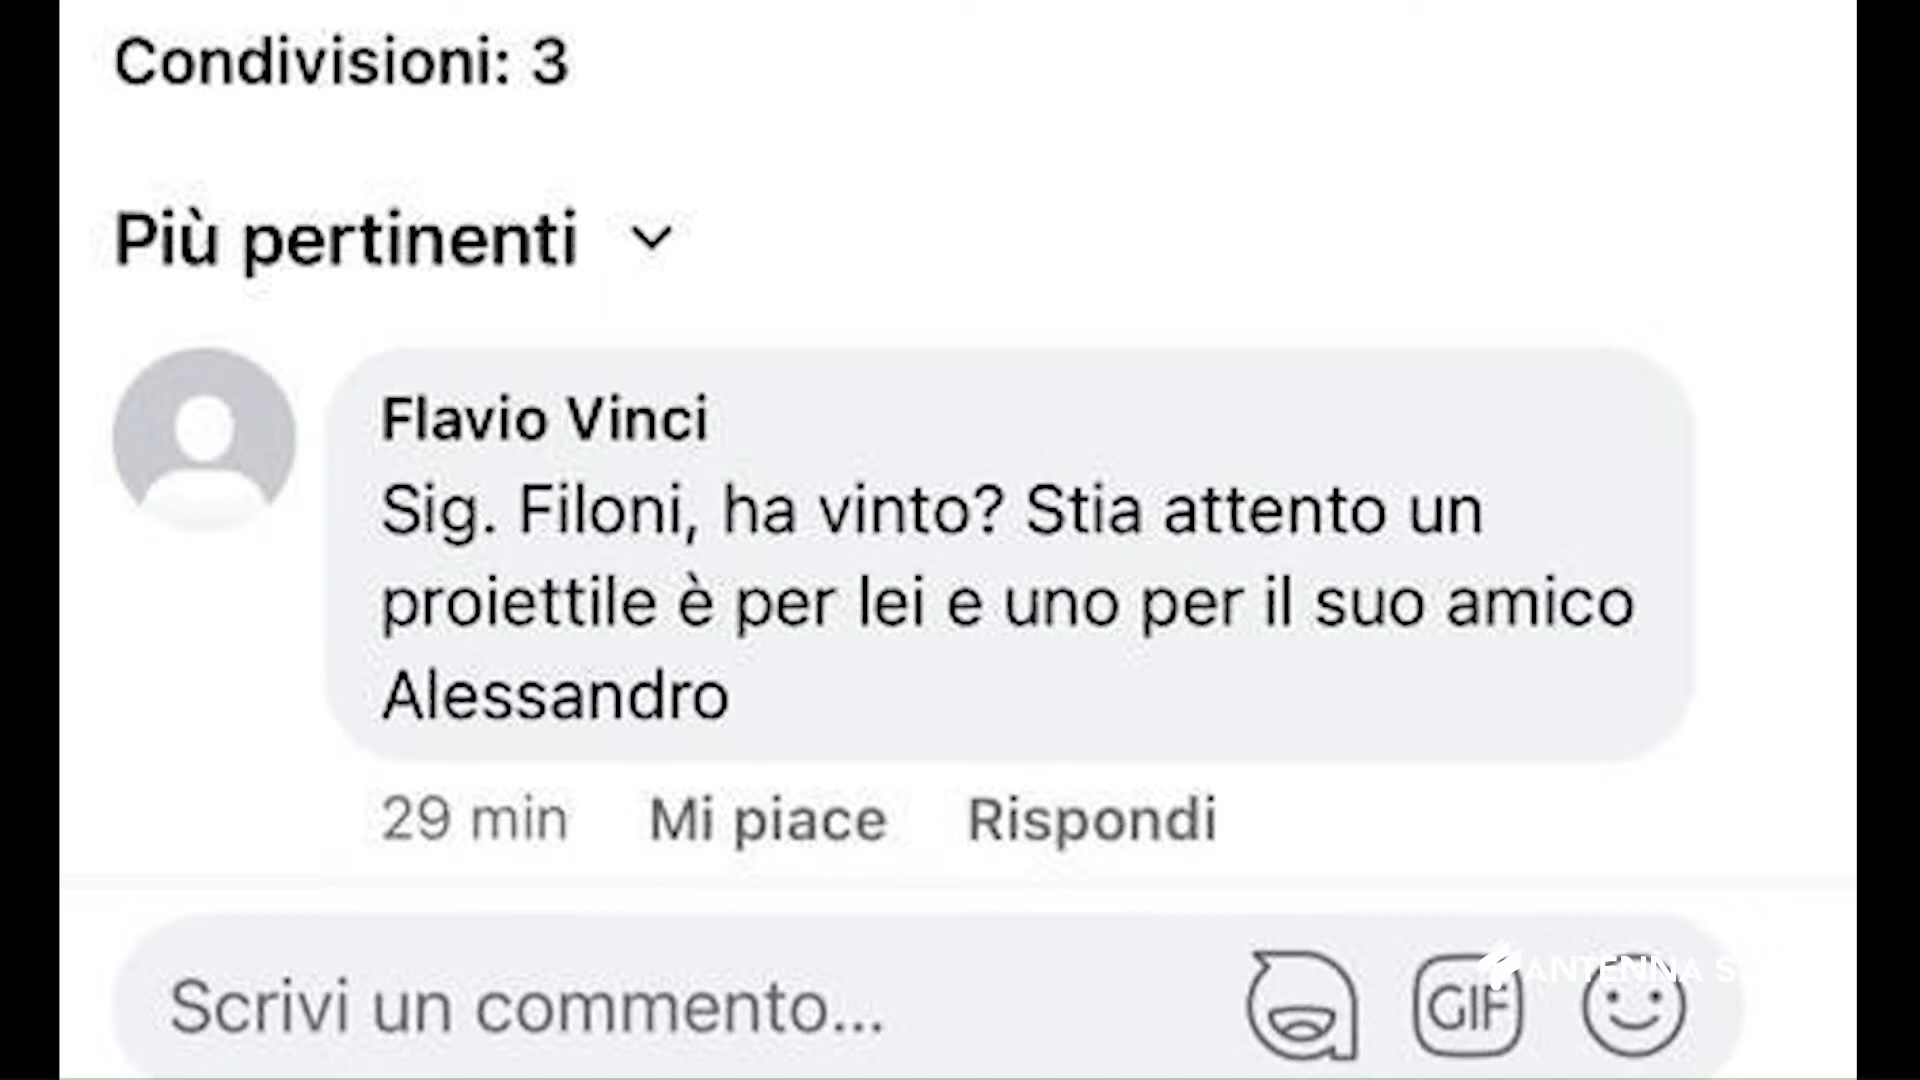 Condivisioni: 3
Più pertinenti
Flavio Vinci
Sig. Filoni, ha vinto? Stia attento un
proiettile è per lei e uno per il suo amico
Alessandro
29 min Mi piace Rispondi
Scrivi un commento...
GIF
ANTENNA S